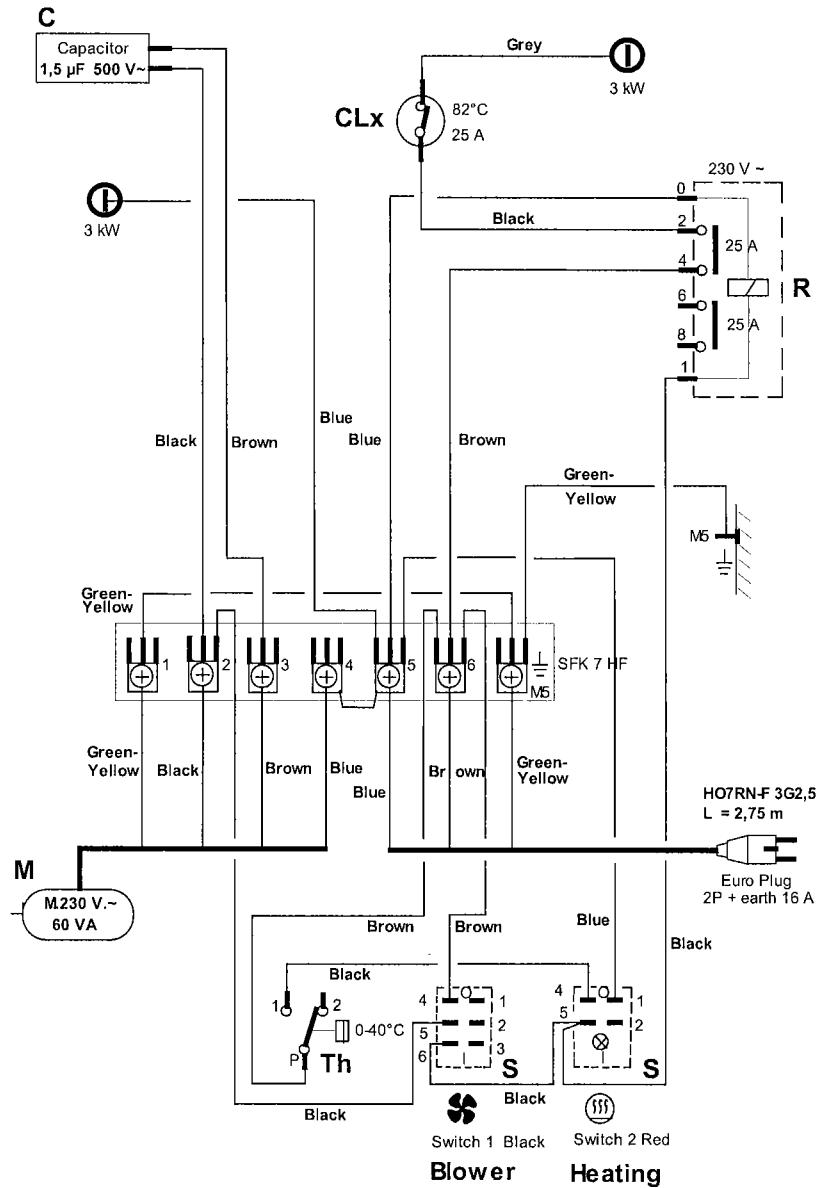 C
Capacitor
1,5 µF 500 V~
Grey
3 kW
CLx
82°C
25 A
230 V ~
3 kW
0
2
Black
25 A
4
R
6
25 A
8
1
Blue
Black
Brown
Blue
Brown
Green-
Yellow
M5
Green-
Yellow
1
2
3
4
5
6
SFK 7 HF
M5
Green-
Yellow
Black
Brown
Blue
Blue
Brown
Green-
Yellow
HO7RN-F 3G2,5
L = 2,75 m
M
M.230 V.~
60 VA
Euro Plug
2P + earth 16 A
Brown
Brown
Blue
Black
Black
1
2
P
0-40°C
Th
4
1
5
2
6
3
S
4
1
5
2
S
Black
Black
Switch 1 Black
Switch 2 Red
Blower
Heating